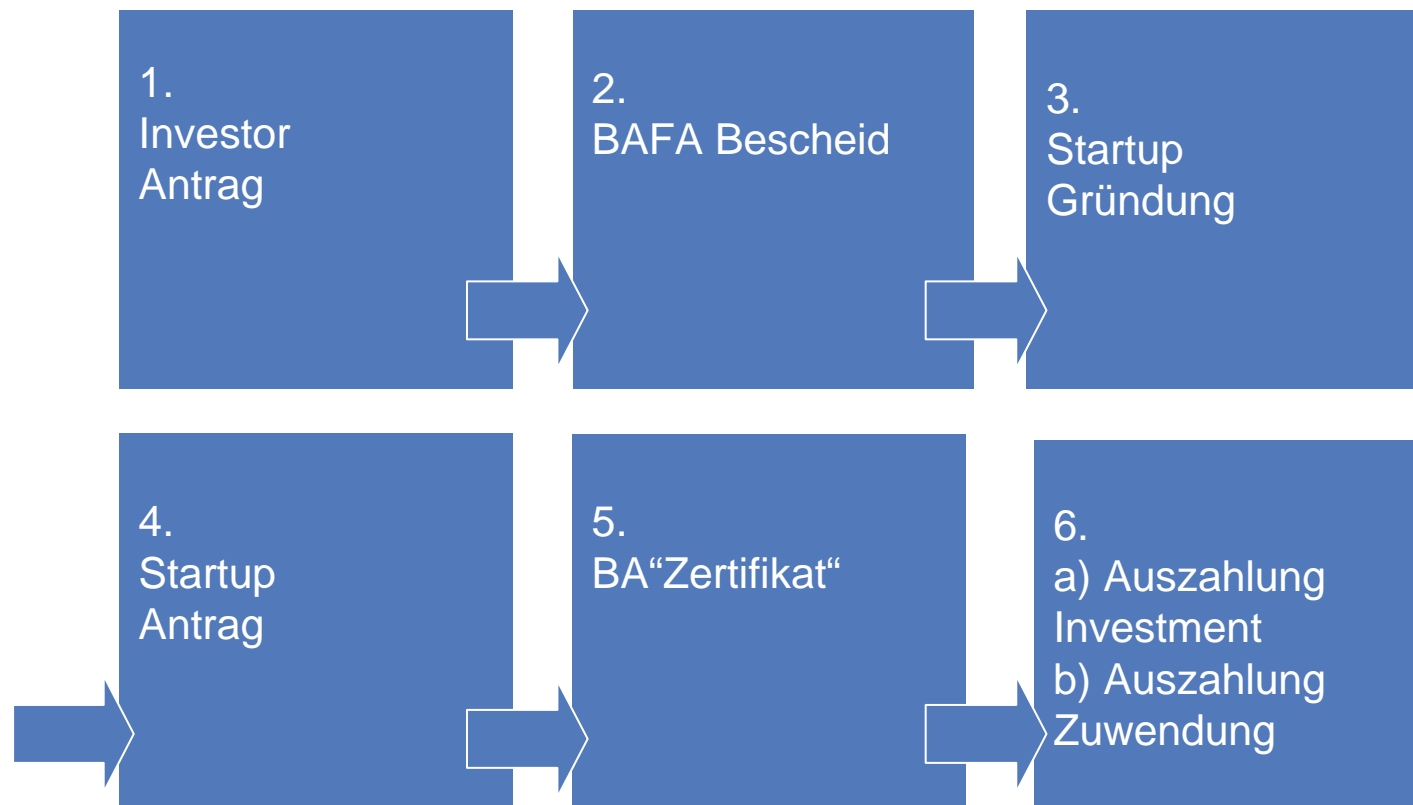 1.
Investor
Antrag
2.
BAFA Bescheid
3.
Startup
Gründung
4.
Startup
Antrag
5.
BA“Zertifikat“
6.
a) Auszahlung
Investment
b) Auszahlung
Zuwendung